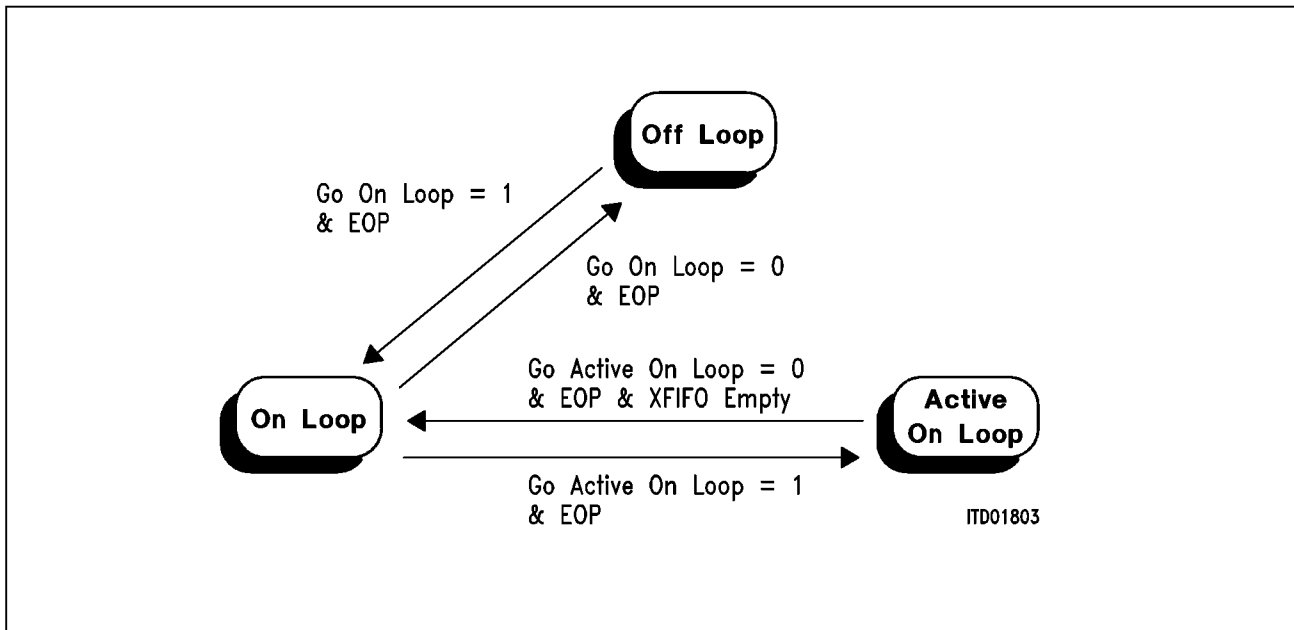 Off Loop
Go On Loop = 1
& EOP
Go On Loop = 0
& EOP
Go Active On Loop = 0
& EOP & XFIFO Empty
On Loop
Active
On Loop
Go Active On Loop = 1
& EOP
ITD01803